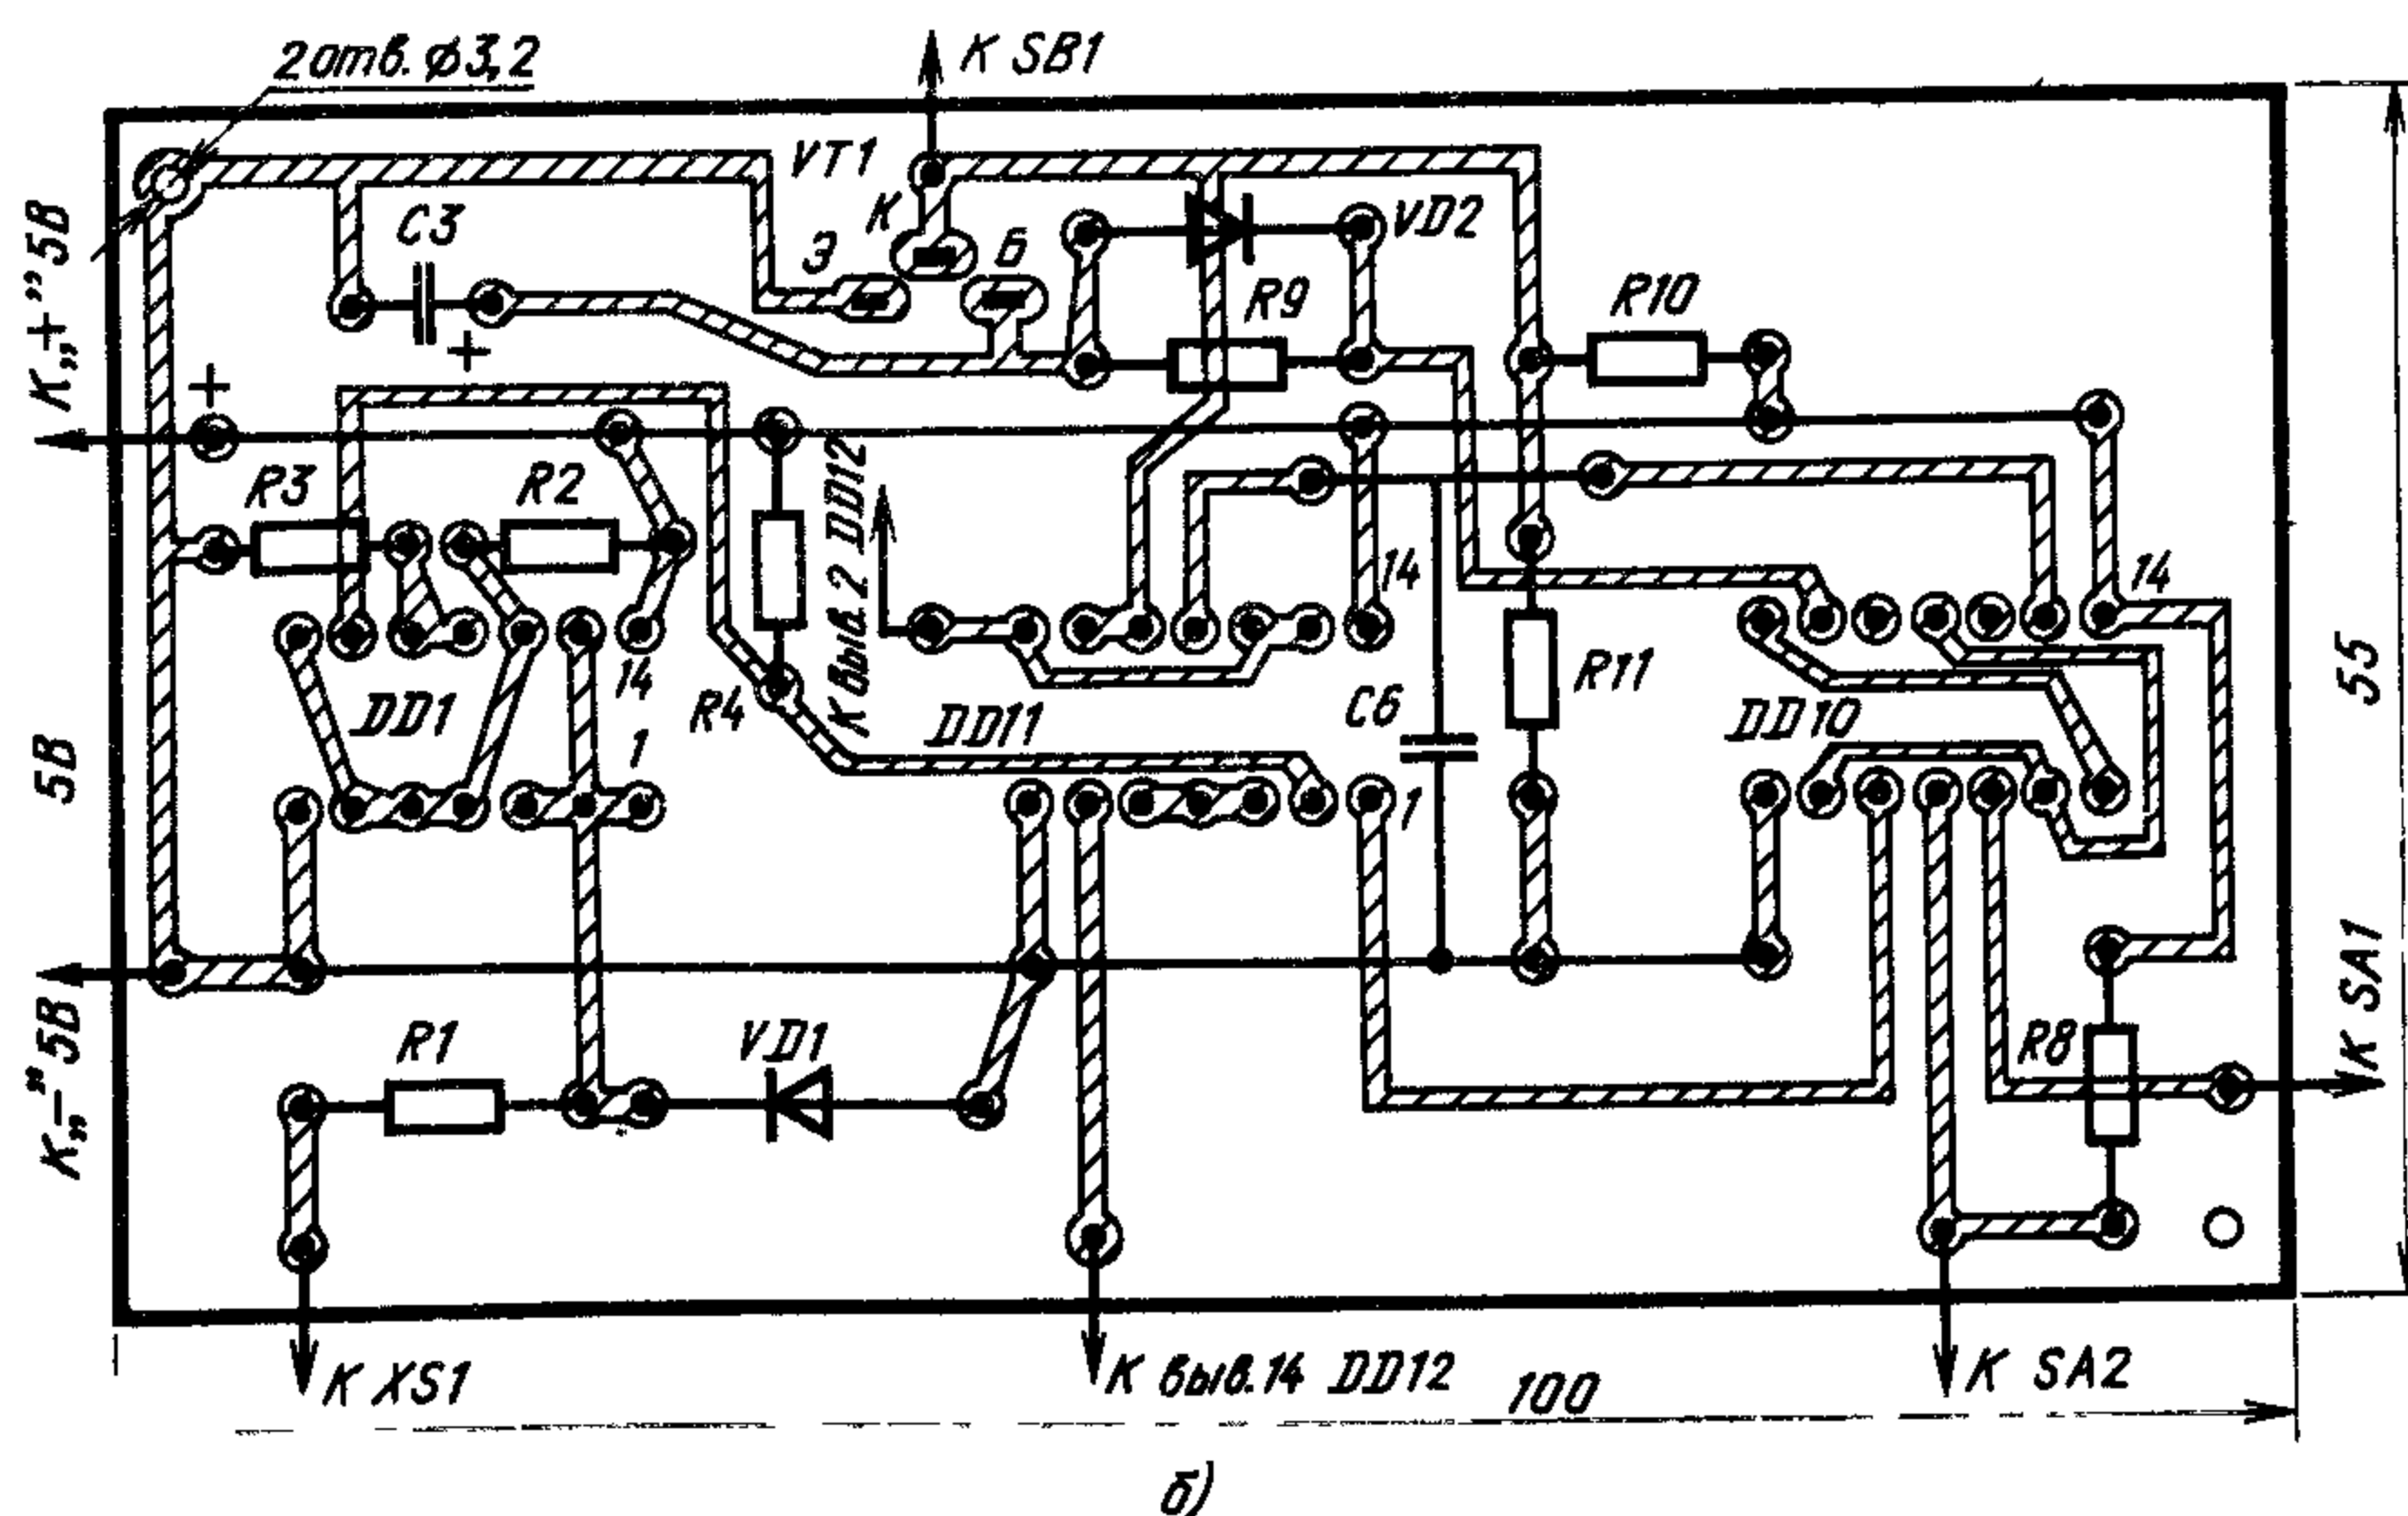 2 отв. ϕ3,2
К SB1
VT1
К
Э
Б
C3
+
VD2
R9
R10
К „+” 5В
+
R3
R2
К выв. 2 DD12
14
14
R4
14
DD1
1
DD11
C6
R11
DD10
1
55
5В
К „–” 5В
R1
VD1
R8
К SA1
К XS1
К выв. 14 DD12
100
К SA2
б)